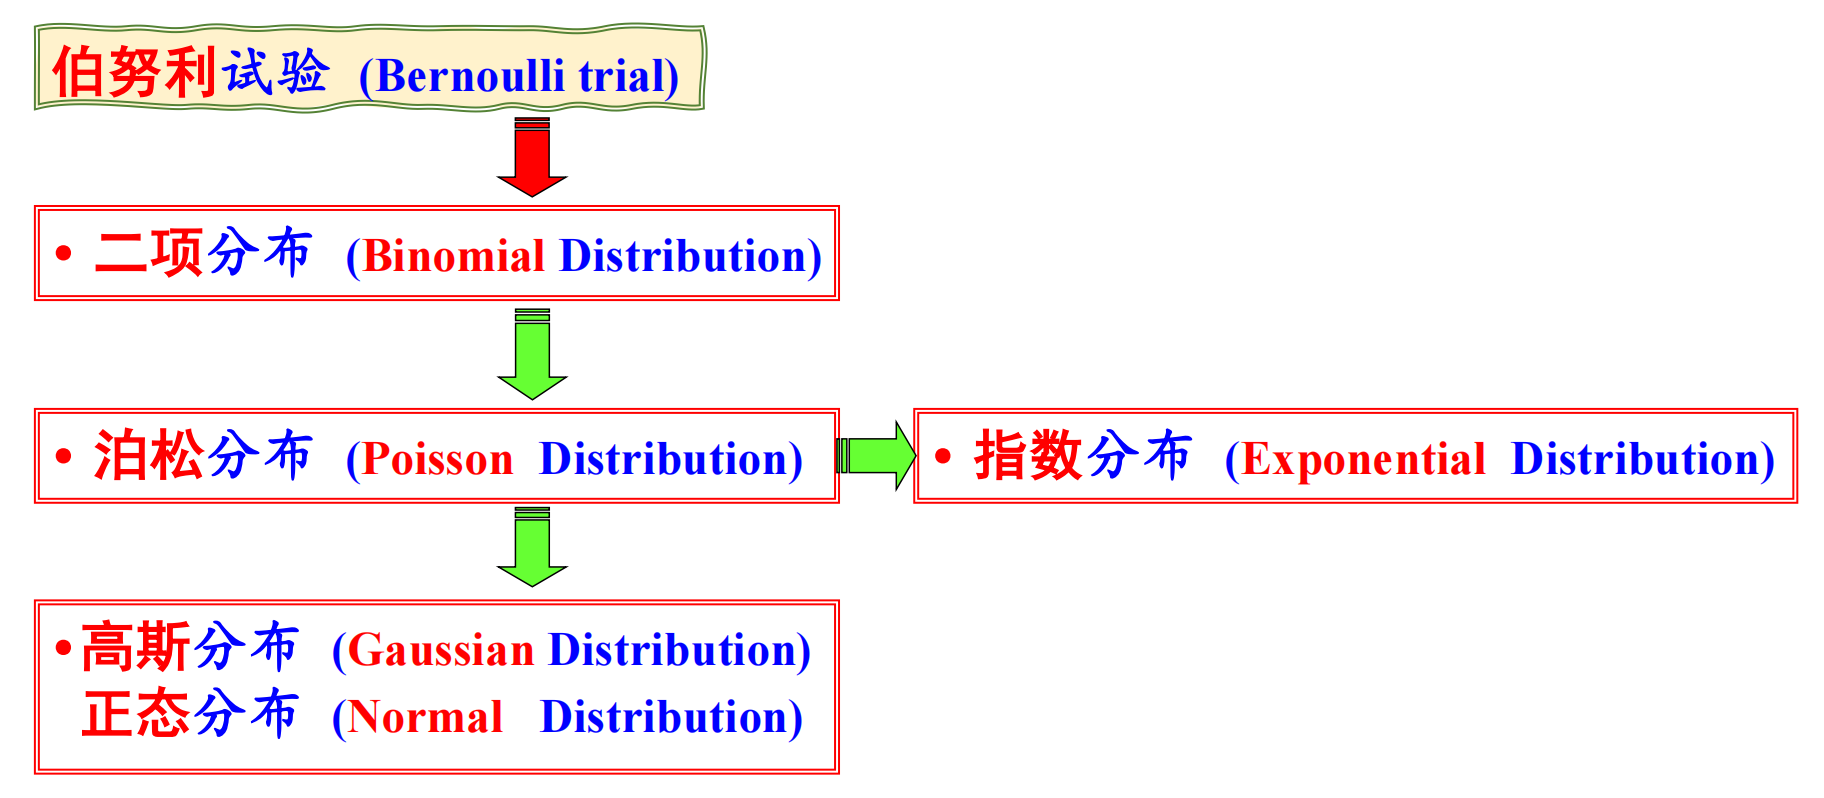 伯努利试验 (Bernoulli trial)
• 二项分布 (Binomial Distribution)
• 泊松分布 (Poisson Distribution)
• 指数分布 (Exponential Distribution)
• 高斯分布 (Gaussian Distribution)
正态分布 (Normal Distribution)